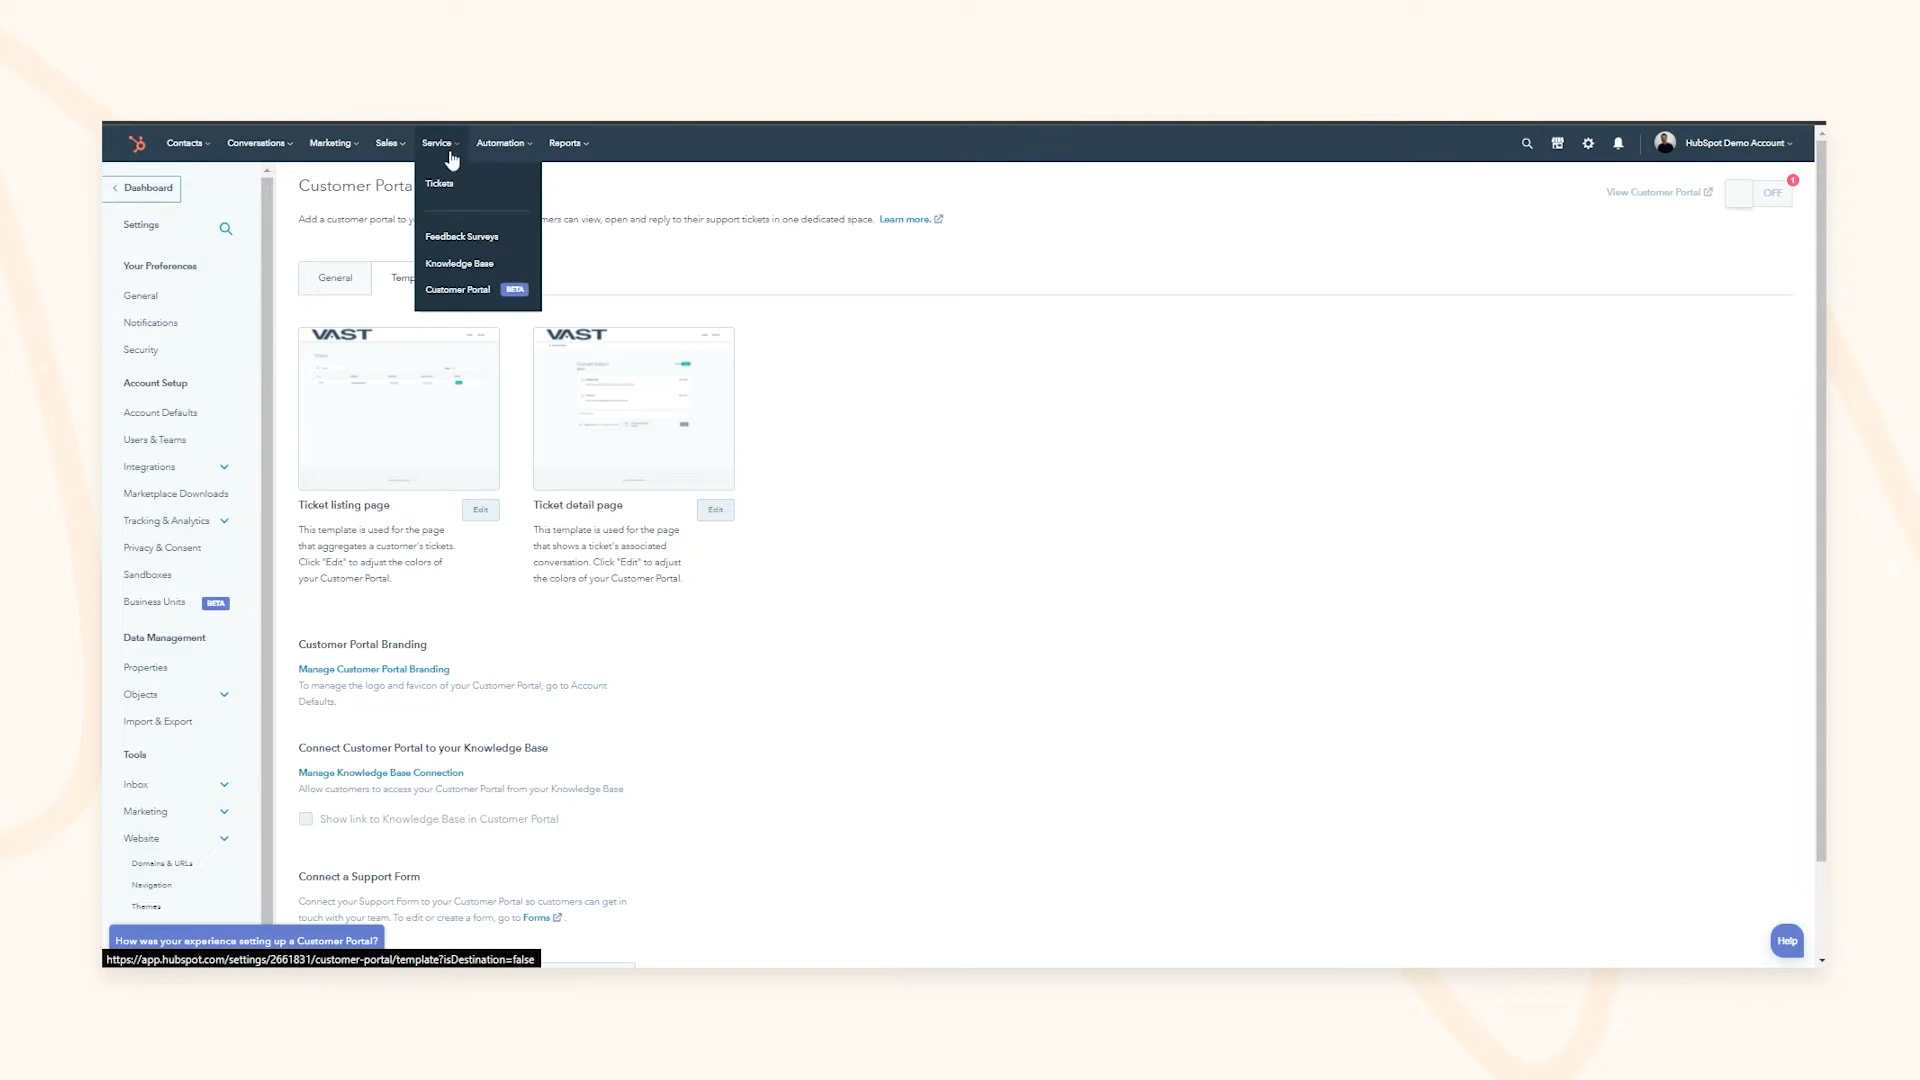 Contacts
Conversations
Marketing
Sales
Service
Automation
Reports
HubSpot Demo Account
Dashboard
Settings
Your Preferences
General
Notifications
Security
Account Setup
Account Defaults
Users & Teams
Integrations
Marketplace Downloads
Tracking & Analytics
Privacy & Consent
Sandboxes
Business Units BETA
Data Management
Properties
Objects
Import & Export
Tools
Inbox
Marketing
Website
Domains & URLs
Navigation
Themes
How was your experience setting up a Customer Portal?
https://app.hubspot.com/settings/2661831/customer-portal/template?isDestination=false
Tickets
Feedback Surveys
Knowledge Base
Customer Portal BETA
Customer Porta
View Customer Portal
OFF
1
Add a customer portal to mers can view, open and reply to their support tickets in one dedicated space. Learn more.
General
Temp
VAST
VAST
Ticket listing page
Edit
This template is used for the page
that aggregates a customer's tickets.
Click "Edit" to adjust the colors of
your Customer Portal.
Ticket detail page
Edit
This template is used for the page
that shows a ticket's associated
conversation. Click "Edit" to adjust
the colors of your Customer Portal.
Customer Portal Branding
Manage Customer Portal Branding
To manage the logo and favicon of your Customer Portal, go to Account
Defaults.
Connect Customer Portal to your Knowledge Base
Manage Knowledge Base Connection
Allow customers to access your Customer Portal from your Knowledge Base
Show link to Knowledge Base in Customer Portal
Connect a Support Form
Connect your Support Form to your Customer Portal so customers can get in
touch with your team. To edit or create a form, go to Forms .
Help